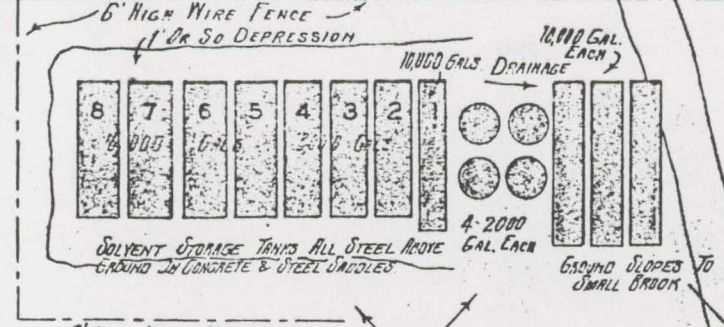 6' HIGH WIRE FENCE
1' OR SO DEPRESSION
10,000 GAL.
EACH
10,000 GALS. DRAINAGE
8 7 6 5 4 3 2 1
GALS
4-2000
GAL. EACH
SOLVENT STORAGE TANKS ALL STEEL ABOVE
GROUND IN CONCRETE & STEEL SADDLES
GROUND SLOPES TO
SMALL BROOK